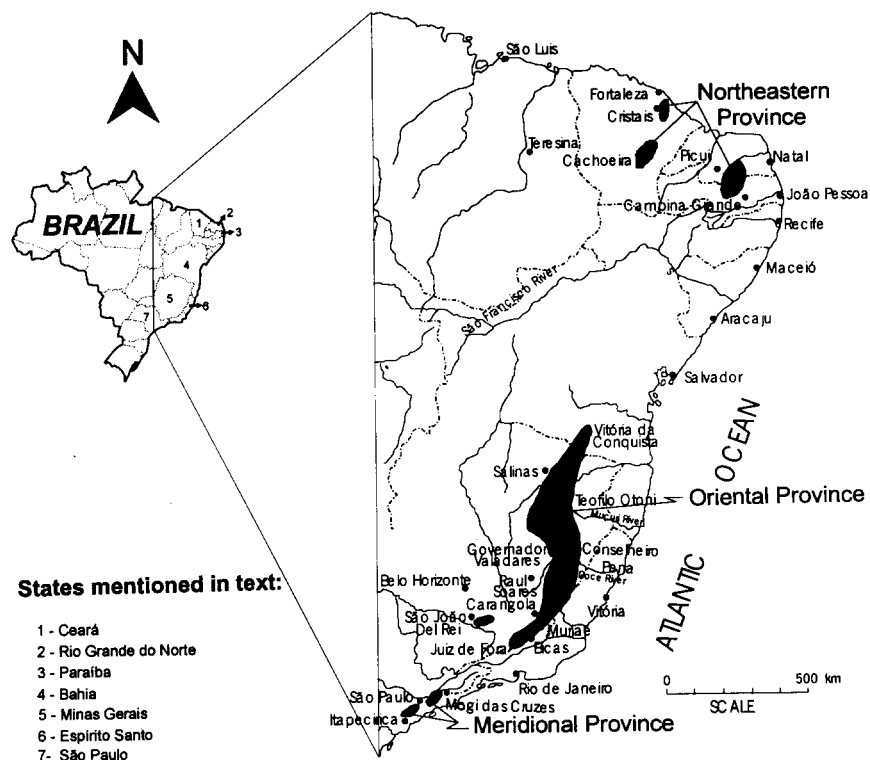 N
BRAZIL
1
2
3
4
5
6
7
States mentioned in text:
1 - Ceará
2 - Rio Grande do Norte
3 - Paraíba
4 - Bahia
5 - Minas Gerais
6 - Espirito Santo
7- São Paulo
São Luis
Fortaleza
Cristais
Northeastern
Province
Teresina
Cachoeira
Picui
Natal
João Pessoa
Campina Grand
Recife
Maceió
São Francisco River
Aracaju
Salvador
ATLANTIC OCEAN
Vitória da
Conquista
Salinas
Teofilo Otoni
Oriental Province
Mucuri River
Governador
Valadares
Conselheiro
Pena
Doce River
Belo Horizonte
Raul
Soares
Carangola
Vitória
São João
Del Rei
Muriaé
Juiz de Fora
Bicas
Rio de Janeiro
São Paulo
Mogi das Cruzes
Itapecirica
Meridional Province
0 500 km
SCALE